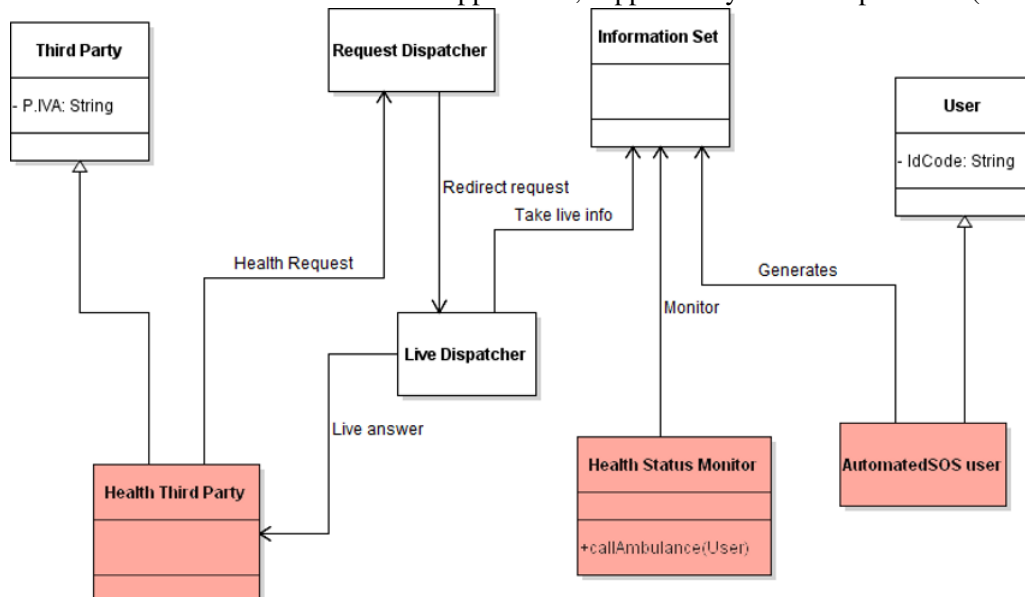 Third Party
- P.IVA: String
Request Dispatcher
Information Set
User
- IdCode: String
Redirect request
Take live info
Health Request
Generates
Monitor
Live Dispatcher
Live answer
Health Third Party
Health Status Monitor
+callAmbulance(User)
AutomatedSOS user